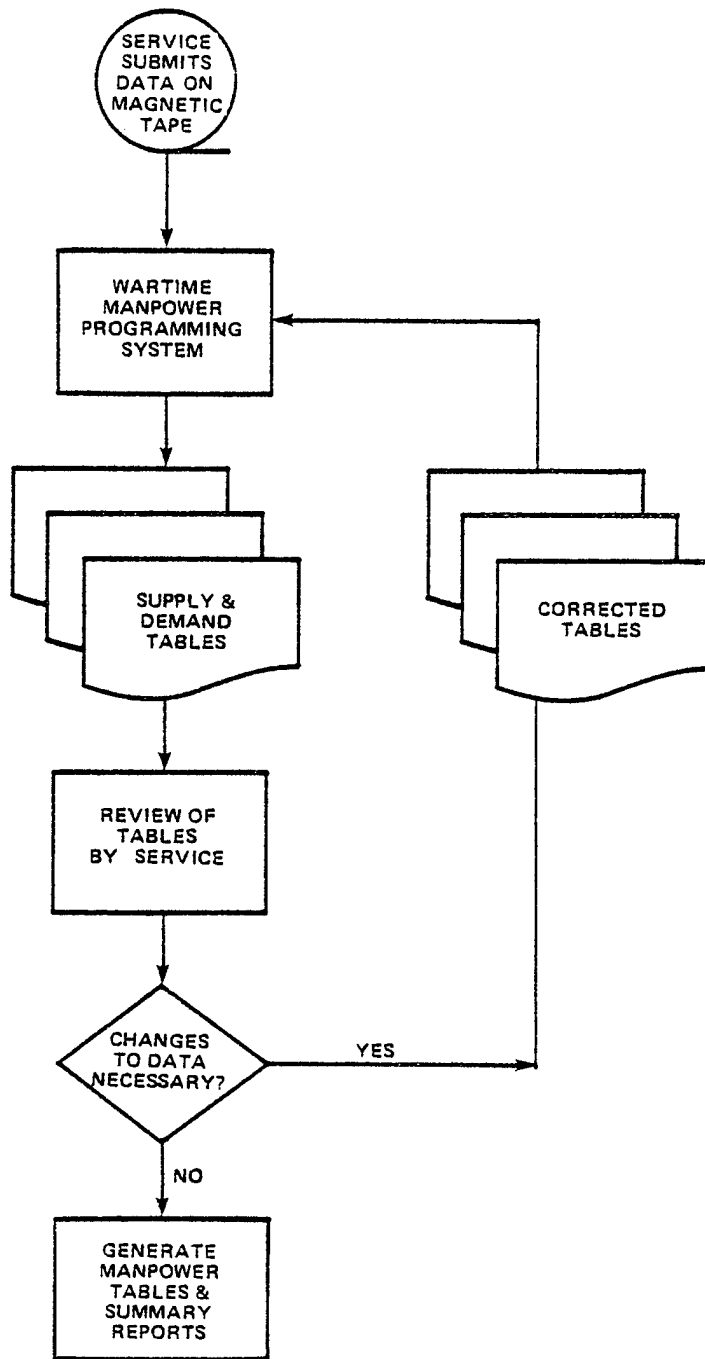 SERVICE
SUBMITS
DATA ON
MAGNETIC
TAPE
WARTIME
MANPOWER
PROGRAMMING
SYSTEM
SUPPLY &
DEMAND
TABLES
CORRECTED
TABLES
REVIEW OF
TABLES
BY SERVICE
CHANGES
TO DATA
NECESSARY?
YES
NO
GENERATE
MANPOWER
TABLES &
SUMMARY
REPORTS